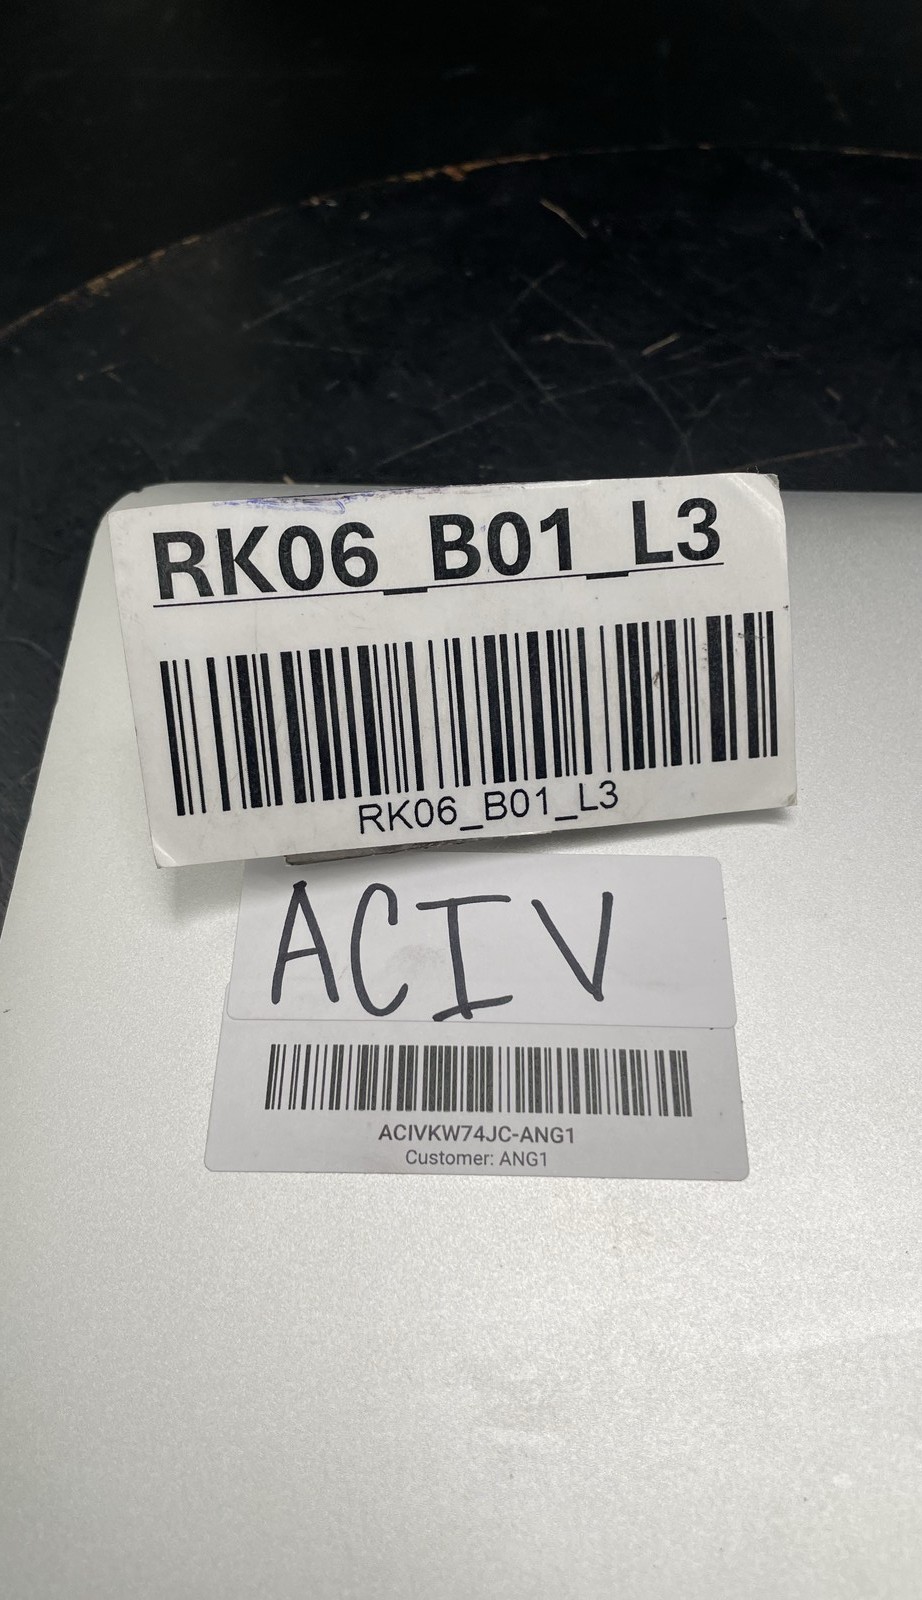 RK06_B01_L3
RK06_B01_L3
ACIV
ACIVKW74JC-ANG1
Customer: ANG1